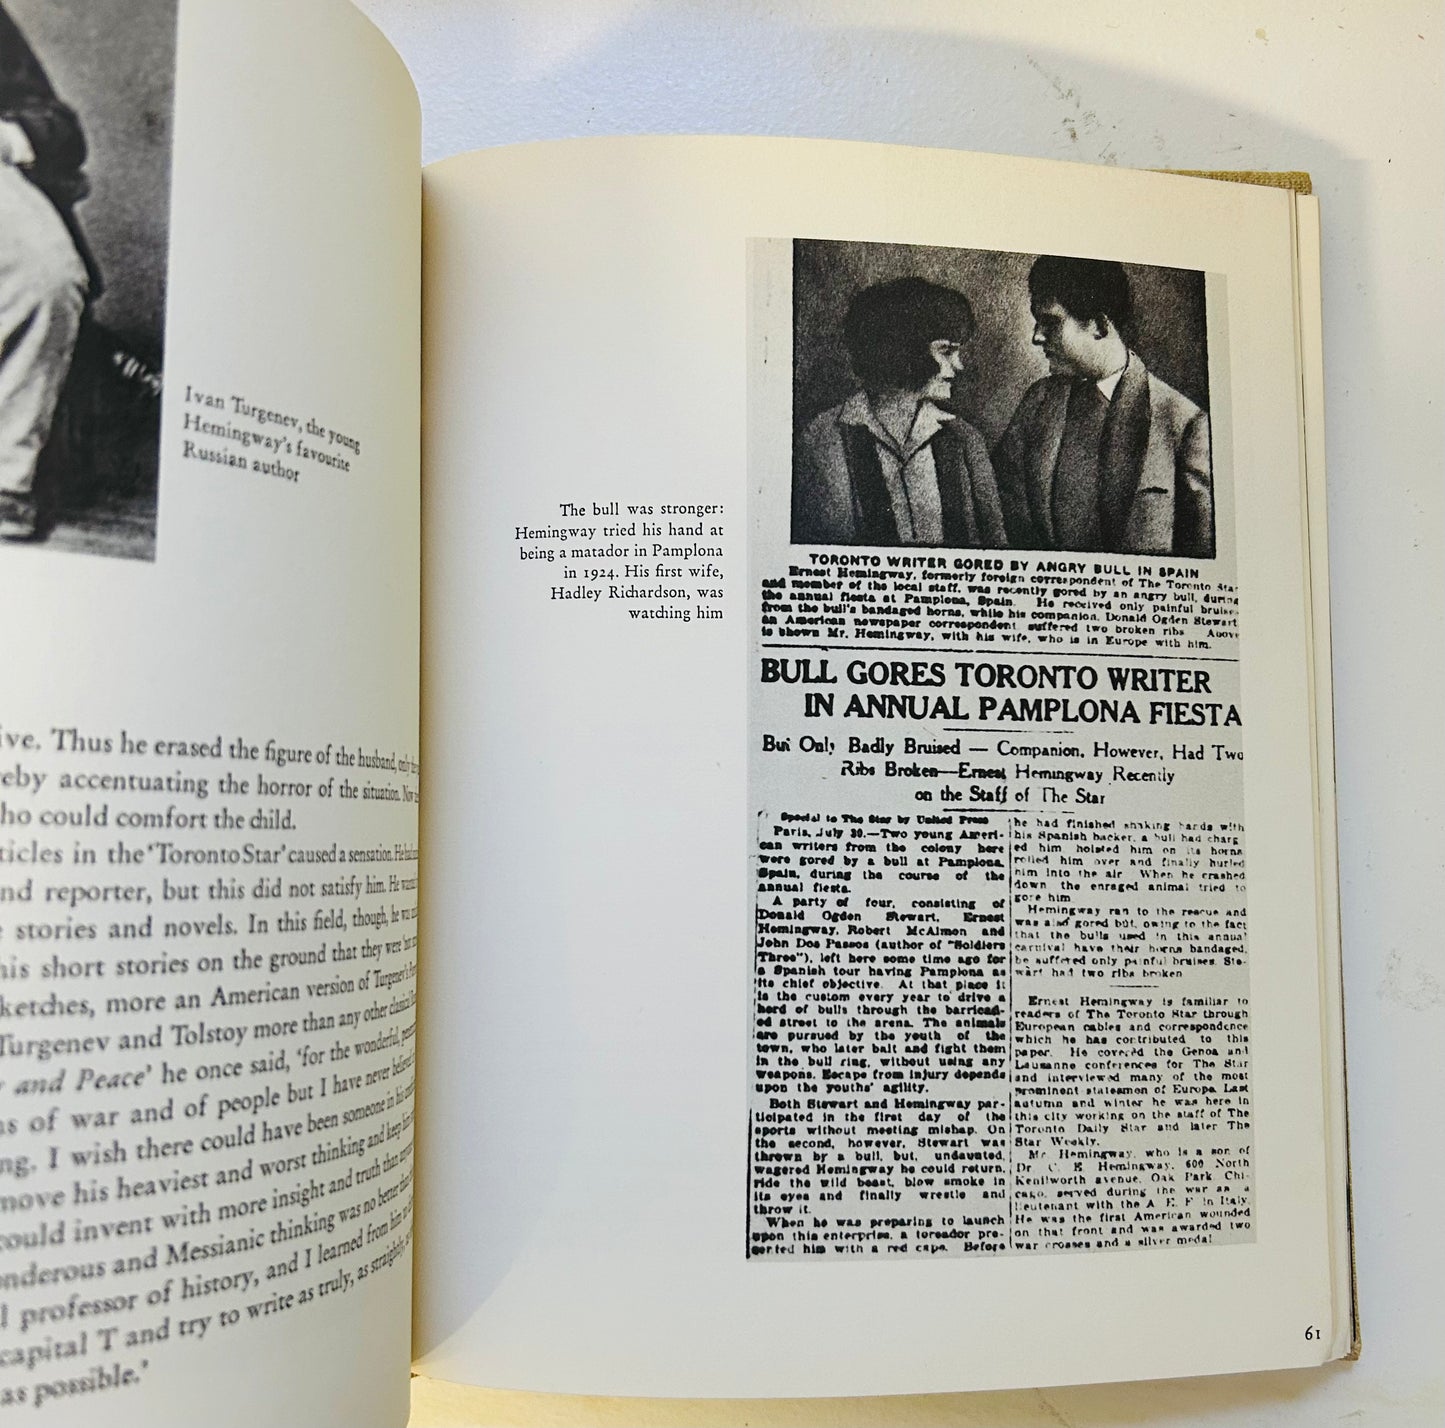 Ivan Turgenev, the young
Hemingway's favourite
Russian author
ive. Thus he erased the figure of the husband, only
eby accentuating the horror of the situation. Now
ho could comfort the child.
ticles in the 'Toronto Star' caused a sensation. He had
nd reporter, but this did not satisfy him. He
e stories and novels. In this field, though, he was
his short stories on the ground that they were
ketches, more an American version of Turgenev's
Turgenev and Tolstoy more than any other classical
and Peace' he once said, 'for the wonderful,
ns of war and of people but I have never believed
ng. I wish there could have been someone in his
move his heaviest and worst thinking and keep
could invent with more insight and truth than
nderous and Messianic thinking was no better than
l professor of history, and I learned from him to
capital T and try to write as truly, as straightly,
as possible.'
The bull was stronger:
Hemingway tried his hand at
being a matador in Pamplona
in 1924. His first wife,
Hadley Richardson, was
watching him
TORONTO WRITER GORED BY ANGRY BULL IN SPAIN
Ernest Hemingway, formerly foreign correspondent of The Toronto Star
and member of the local staff, was recently gored by an angry bull, during
the annual fiesta at Pamplona, Spain. He received only painful bruises
from the bull's bandaged horns, while his companion, Donald Ogden Stewart
an American newspaper correspondent suffered two broken ribs Above
is shown Mr. Hemingway, with his wife, who is in Europe with him.
BULL GORES TORONTO WRITER
IN ANNUAL PAMPLONA FIESTA
But Only Badly Bruised — Companion, However, Had Two
Ribs Broken—Ernest Hemingway Recently
on the Staff of The Star
Special to The Star by United Press
Paris, July 30.—Two young Ameri-
can writers from the colony here
were gored by a bull at Pamplona,
Spain, during the course of the
annual fiesta.
A party of four, consisting of
Donald Ogden Stewart, Ernest
Hemingway, Robert McAlmon and
John Dos Passos (author of "Soldiers
Three"), left here some time ago for
a Spanish tour having Pamplona as
its chief objective. At that place it
is the custom every year to drive a
herd of bulls through the barricad-
ed street to the arena. The animals
are pursued by the youth of the
town, who later bait and fight them
in the bull ring, without using any
weapons. Escape from injury depends
upon the youths' agility.
Both Stewart and Hemingway par-
ticipated in the first day of the
sports without meeting mishap. On
the second, however, Stewart was
thrown by a bull, but, undaunted,
wagered Hemingway he could return,
ride the wild beast, blow smoke in
its eyes and finally wrestle and
throw it.
When he was preparing to launch
upon this enterprise, a toreador pre-
sented him with a red cape. Before
he had finished shaking hands with
his Spanish backer, a bull had charg
ed him, hoisted him on its horns,
rolled him over and finally hurled
him into the air When he crashed
down the enraged animal tried to
gore him
Hemingway ran to the rescue and
was also gored but, owing to the fact
that the bulls used in this annual
carnival have their horns bandaged,
he suffered only painful bruises. Ste-
wart had two ribs broken
Ernest Hemingway is familiar to
readers of The Toronto Star through
European cables and correspondence
which he has contributed to this
paper. He covered the Genoa and
Lausanne conferences for The Star
and interviewed many of the most
prominent statesmen of Europe. Last
autumn and winter he was here in
this city working on the staff of The
Toronto Daily Star and later The
Star Weekly.
Mr. Hemingway, who is a son of
Dr. C. E Hemingway, 600 North
Kenilworth avenue, Oak Park, Chi-
cago, served during the war as a
lieutenant with the A. E. F in Italy.
He was the first American wounded
on that front and was awarded two
war crosses and a silver medal
61